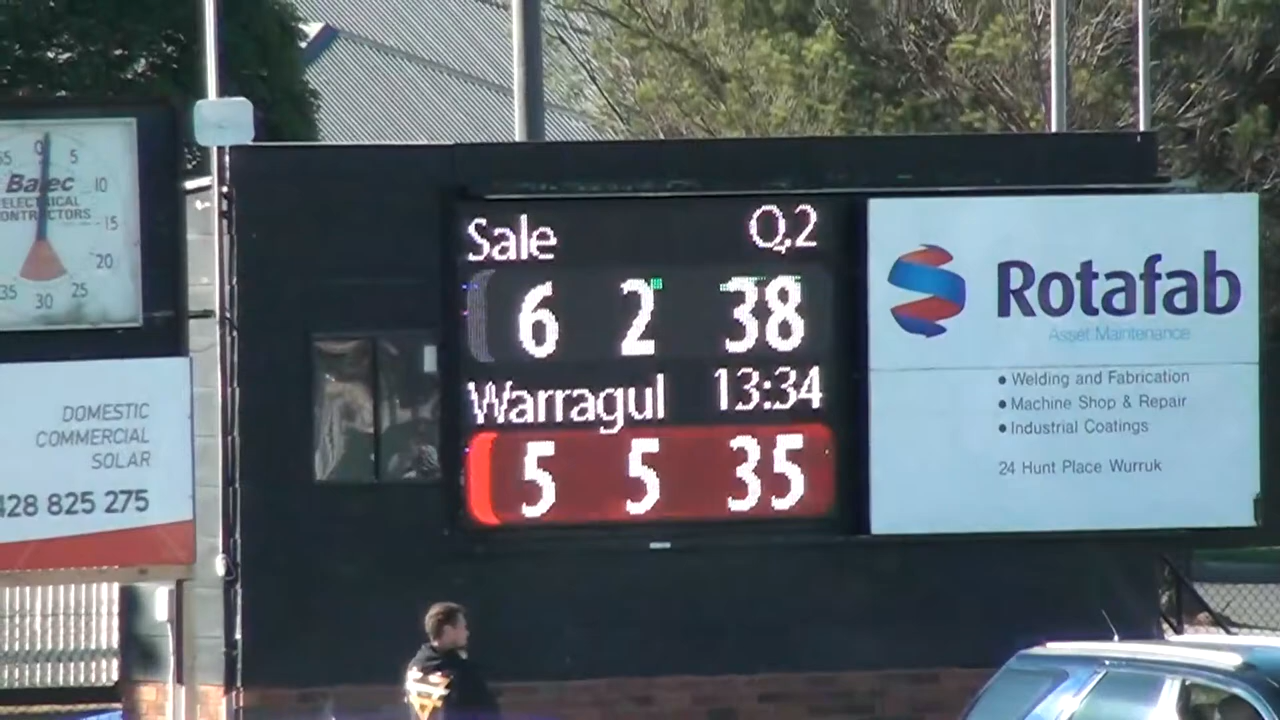 55 0 5
Batec 10
ELECTRICAL
CONTRACTORS 15
20
35 30 25
DOMESTIC
COMMERCIAL
SOLAR
428 825 275
Sale Q2
6 2 38
Warragul 13:34
5 5 35
Rotafab
Asset Maintenance
● Welding and Fabrication
● Machine Shop & Repair
● Industrial Coatings
24 Hunt Place Wurruk